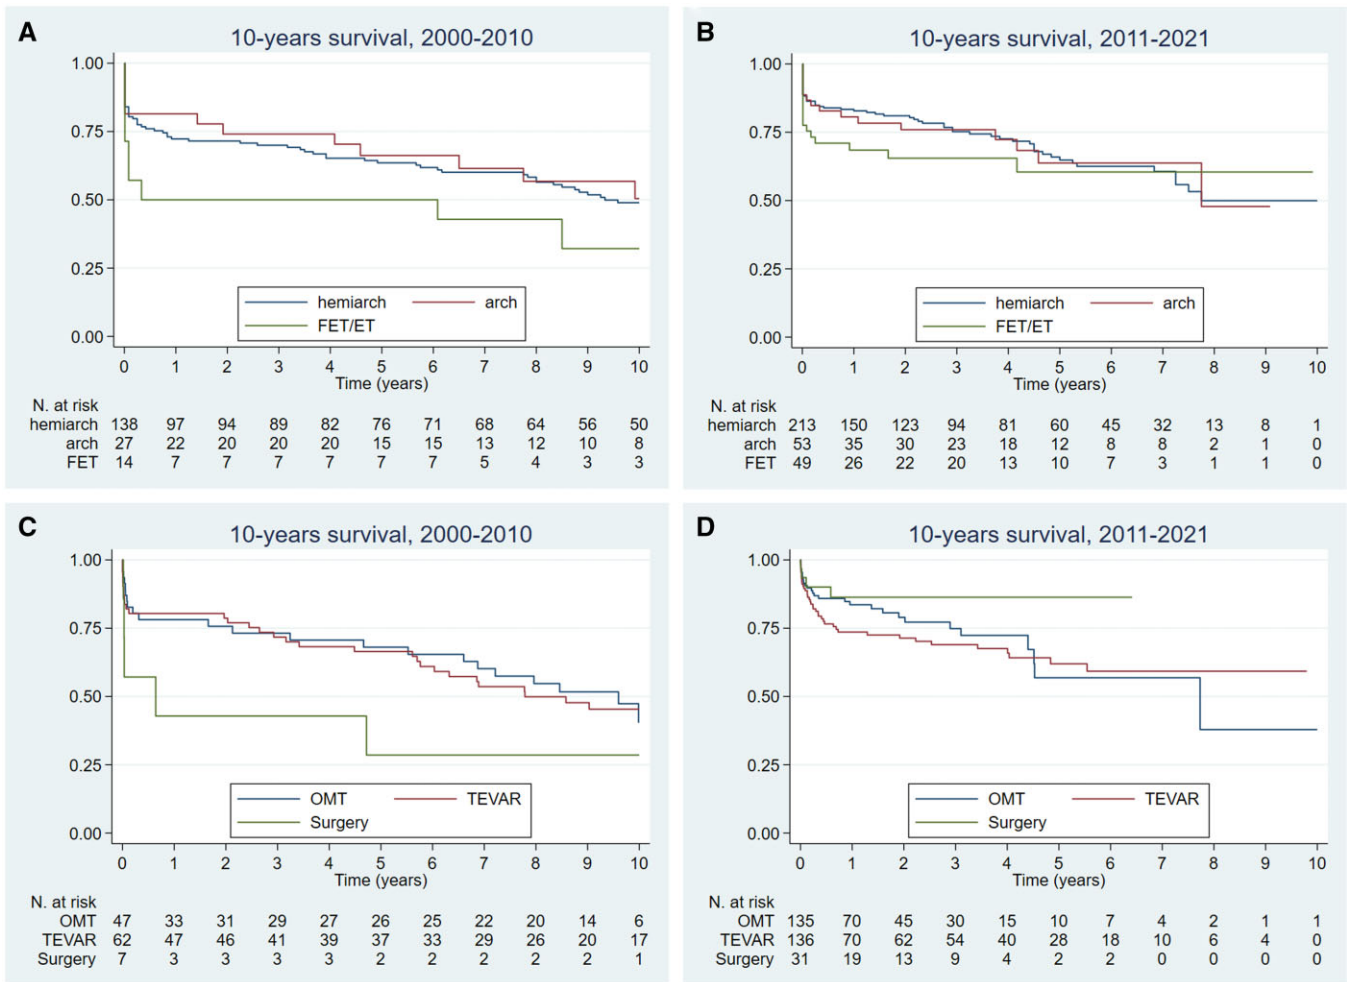 A
10-years survival, 2000-2010
1.00
0.75
0.50
0.25
0.00
hemiarch arch
FET/ET
0 1 2 3 4 5 6 7 8 9 10
Time (years)
N. at risk
hemiarch 138 97 94 89 82 76 71 68 64 56 50
arch 27 22 20 20 20 15 15 13 12 10 8
FET 14 7 7 7 7 7 7 5 4 3 3
B
10-years survival, 2011-2021
1.00
0.75
0.50
0.25
0.00
hemiarch arch
FET/ET
0 1 2 3 4 5 6 7 8 9 10
Time (years)
N. at risk
hemiarch 213 150 123 94 81 60 45 32 13 8 1
arch 53 35 30 23 18 12 8 8 2 1 0
FET 49 26 22 20 13 10 7 3 1 1 0
C
10-years survival, 2000-2010
1.00
0.75
0.50
0.25
0.00
OMT TEVAR
Surgery
0 1 2 3 4 5 6 7 8 9 10
Time (years)
N. at risk
OMT 47 33 31 29 27 26 25 22 20 14 6
TEVAR 62 47 46 41 39 37 33 29 26 20 17
Surgery 7 3 3 3 3 2 2 2 2 2 1
D
10-years survival, 2011-2021
1.00
0.75
0.50
0.25
0.00
OMT TEVAR
Surgery
0 1 2 3 4 5 6 7 8 9 10
Time (years)
N. at risk
OMT 135 70 45 30 15 10 7 4 2 1 1
TEVAR 136 70 62 54 40 28 18 10 6 4 0
Surgery 31 19 13 9 4 2 2 0 0 0 0